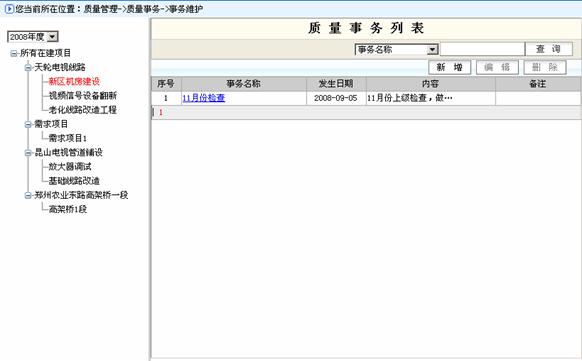 您当前所在位置：质量管理->质量事务->事务维护
2008年度
所有在建项目
天轮电视线路
新区机房建设
视频信号设备翻新
老化线路改造工程
需求项目
需求项目1
昆山电视管道铺设
放大器调试
基础线路改造
郑州农业东路高架桥一段
高架桥1段
质 量 事 务 列 表
事务名称 查 询
新 增 编 辑 删 除
序号 事务名称 发生日期 内容 备注
1 11月份检查 2008-09-05 11月份上级检查，做…
1